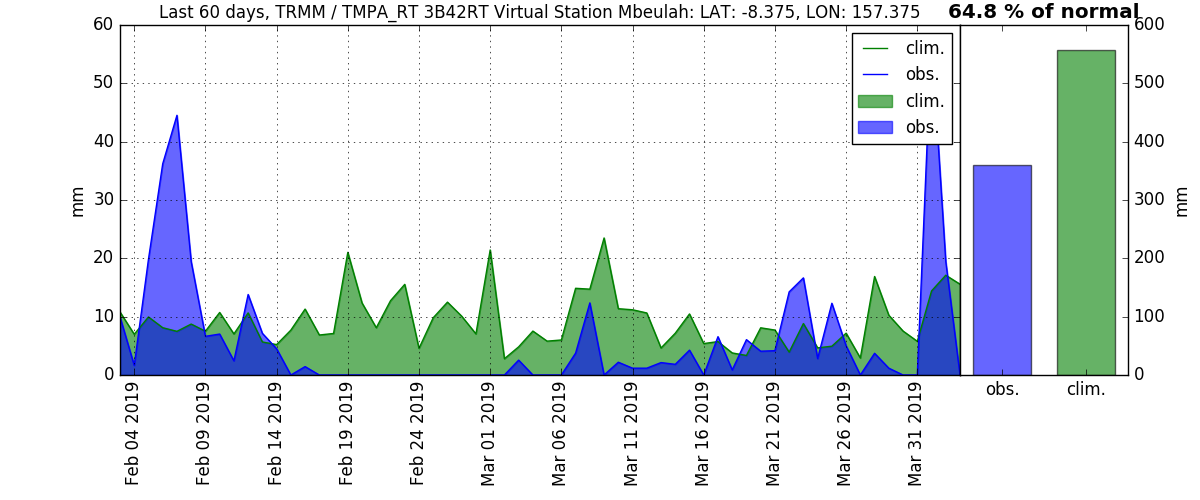 Last 60 days, TRMM / TMPA_RT 3B42RT Virtual Station Mbeulah: LAT: -8.375, LON: 157.375
64.8 % of normal
60
50
40
30
20
10
0
mm
clim.
obs.
clim.
obs.
600
500
400
300
200
100
0
mm
obs.
clim.
Feb 04 2019
Feb 09 2019
Feb 14 2019
Feb 19 2019
Feb 24 2019
Mar 01 2019
Mar 06 2019
Mar 11 2019
Mar 16 2019
Mar 21 2019
Mar 26 2019
Mar 31 2019